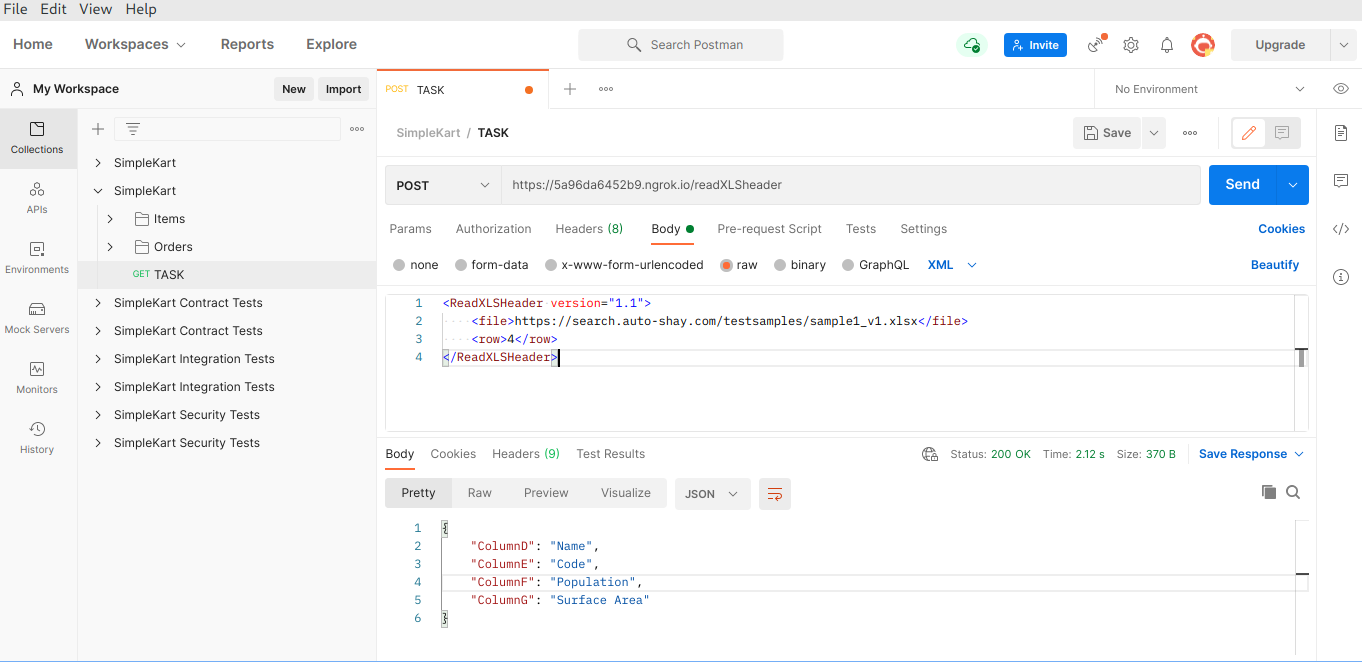 File Edit View Help
Home Workspaces Reports Explore Search Postman Invite Upgrade
My Workspace New Import POST TASK No Environment
Collections
APIs
Environments
Mock Servers
Monitors
History
SimpleKart
SimpleKart
Items
Orders
GET TASK
SimpleKart Contract Tests
SimpleKart Contract Tests
SimpleKart Integration Tests
SimpleKart Integration Tests
SimpleKart Security Tests
SimpleKart Security Tests
SimpleKart / TASK Save
POST https://5a96da6452b9.ngrok.io/readXLSheader Send
Params Authorization Headers (8) Body Pre-request Script Tests Settings Cookies
none form-data x-www-form-urlencoded raw binary GraphQL XML Beautify
1 <ReadXLSHeader version="1.1">
2 <file>https://search.auto-shay.com/testsamples/sample1_v1.xlsx</file>
3 <row>4</row>
4 </ReadXLSHeader>
Body Cookies Headers (9) Test Results Status: 200 OK Time: 2.12 s Size: 370 B Save Response
Pretty Raw Preview Visualize JSON
1 {
2 "ColumnD": "Name",
3 "ColumnE": "Code",
4 "ColumnF": "Population",
5 "ColumnG": "Surface Area"
6 }